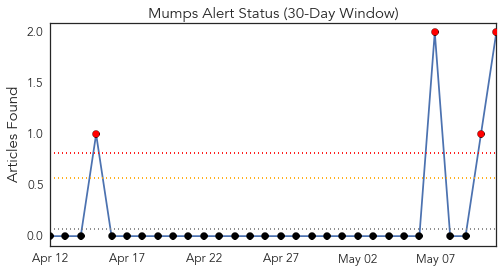 Mumps Alert Status (30-Day Window)
Articles Found
2.0
1.5
1.0
0.5
0.0
Apr 12 Apr 17 Apr 22 Apr 27 May 02 May 07